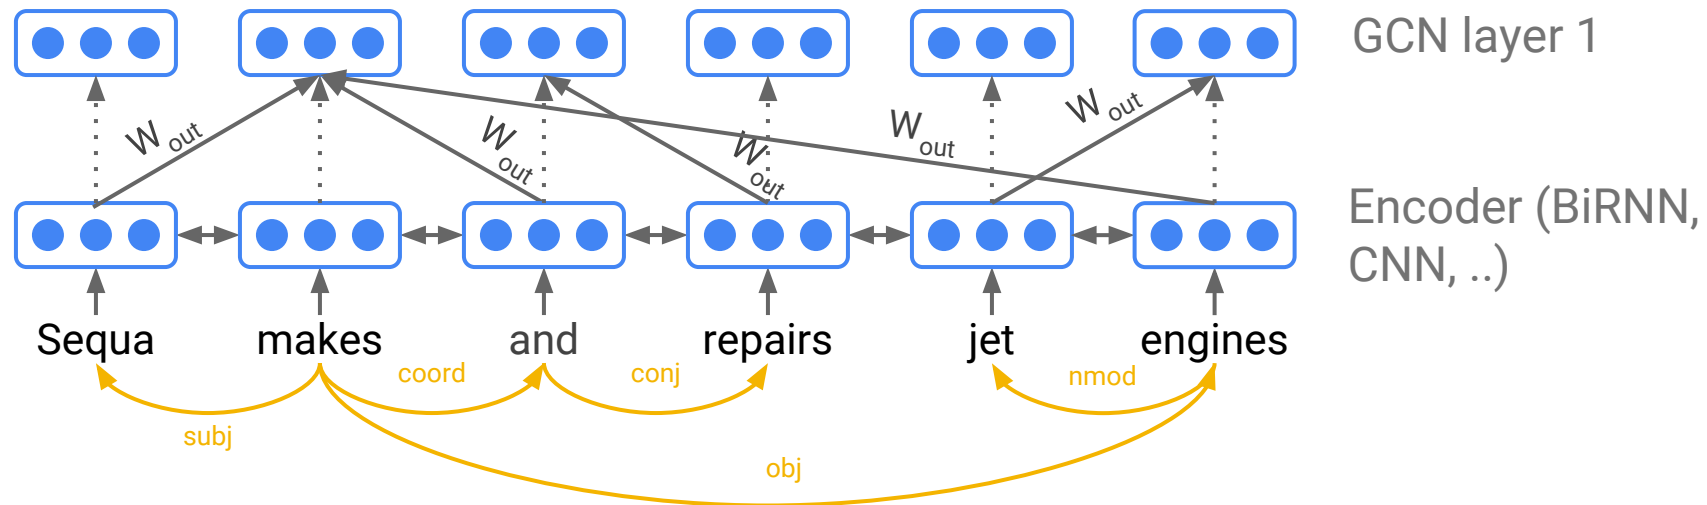 GCN layer 1
W out
W out
W out
W out
W out
Encoder (BiRNN,
CNN, ..)
Sequa makes and repairs jet engines
coord conj nmod
subj
obj